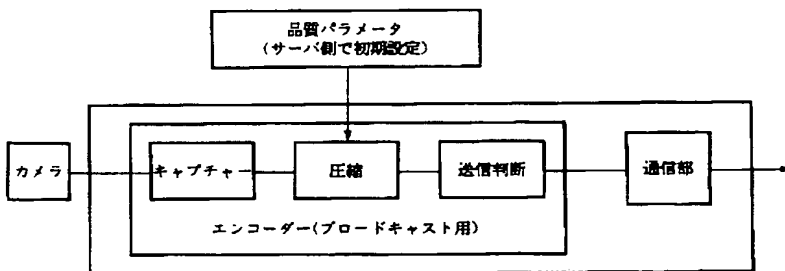 品質パラメータ
(サーバ側で初期設定)
カメラ
キャプチャー
圧縮
送信判断
通信部
エンコーダー(ブロードキャスト用)